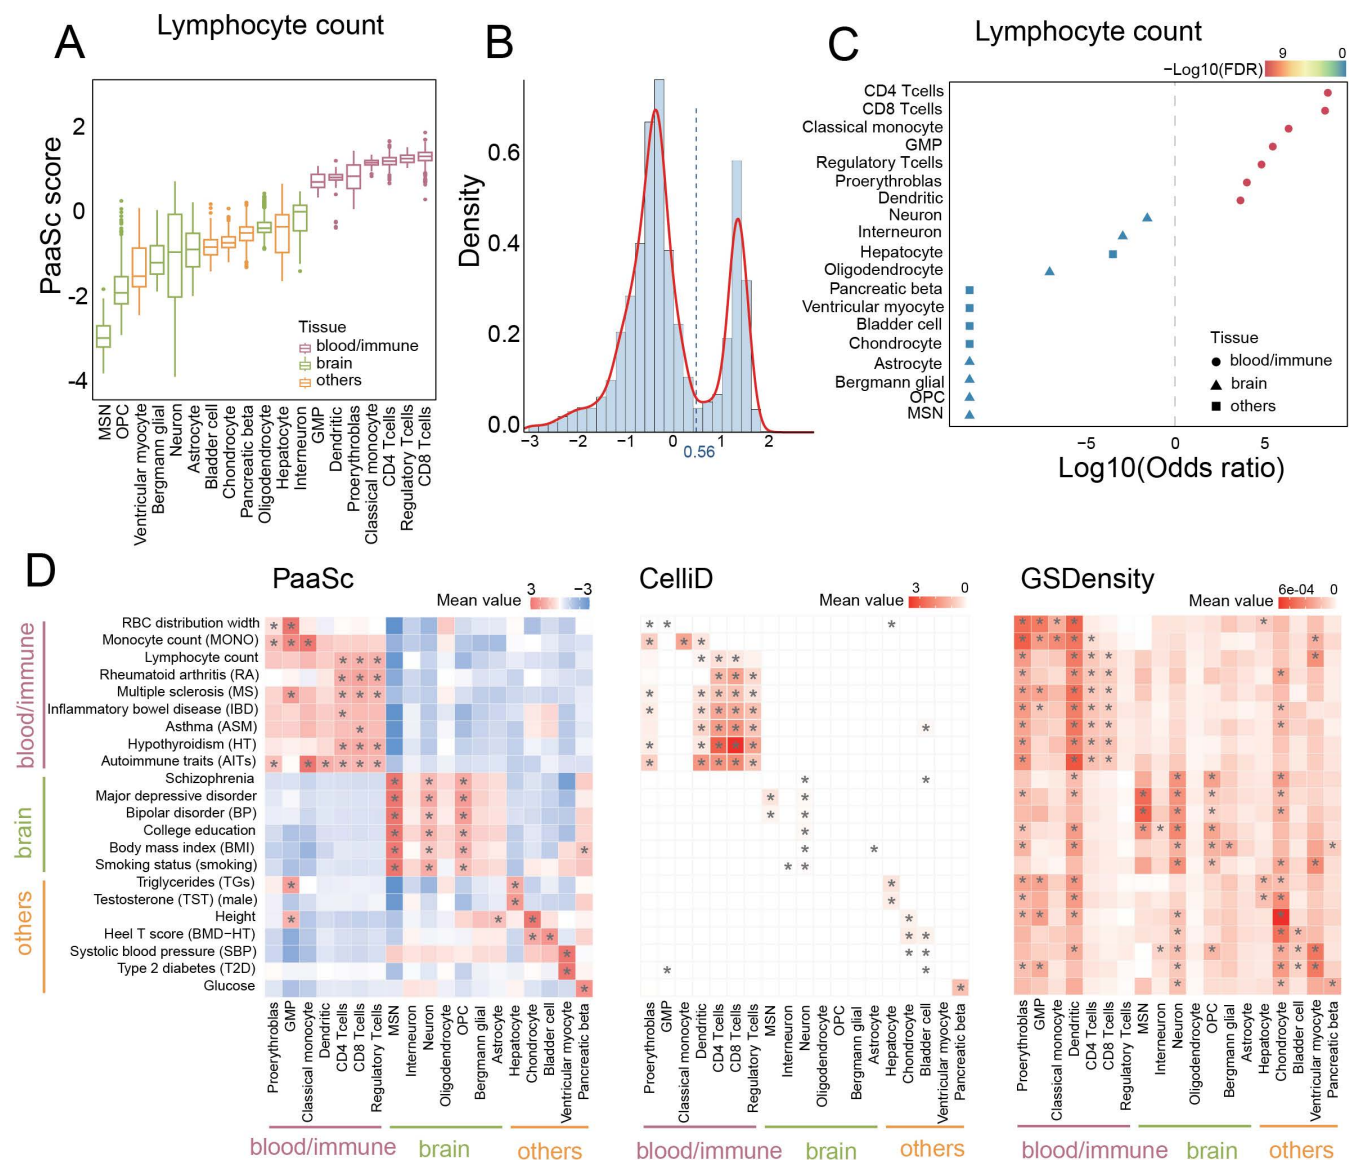 A
Lymphocyte count
PaaSc score
2
0
-2
-4
Tissue
blood/immune
brain
others
MSN
OPC
Ventricular myocyte
Bergmann glial
Neuron
Astrocyte
Bladder cell
Chondrocyte
Pancreatic beta
Oligodendrocyte
Hepatocyte
Interneuron
GMP
Dendritic
Proerythroblas
Classical monocyte
CD4 Tcells
Regulatory Tcells
CD8 Tcells
B
Density
0.6
0.4
0.2
0.0
−3 −2 −1 0 1 2
0.56
C
Lymphocyte count
9 0
−Log10(FDR)
CD4 Tcells
CD8 Tcells
Classical monocyte
GMP
Regulatory Tcells
Proerythroblas
Dendritic
Neuron
Interneuron
Hepatocyte
Oligodendrocyte
Pancreatic beta
Ventricular myocyte
Bladder cell
Chondrocyte
Astrocyte
Bergmann glial
OPC
MSN
Tissue
blood/immune
brain
others
−5 0 5
Log10(Odds ratio)
D
PaaSc
Mean value
3 −3
CelliD
Mean value
3 0
GSDensity
Mean value
6e-04 0
blood/immune
brain
others
RBC distribution width
Monocyte count (MONO)
Lymphocyte count
Rheumatoid arthritis (RA)
Multiple sclerosis (MS)
Inflammatory bowel disease (IBD)
Asthma (ASM)
Hypothyroidism (HT)
Autoimmune traits (AITs)
Schizophrenia
Major depressive disorder
Bipolar disorder (BP)
College education
Body mass index (BMI)
Smoking status (smoking)
Triglycerides (TGs)
Testosterone (TST) (male)
Height
Heel T score (BMD−HT)
Systolic blood pressure (SBP)
Type 2 diabetes (T2D)
Glucose
Proerythroblas
GMP
Classical monocyte
Dendritic
CD4 Tcells
CD8 Tcells
Regulatory Tcells
MSN
Interneuron
Neuron
Oligodendrocyte
OPC
Bergmann glial
Astrocyte
Hepatocyte
Chondrocyte
Bladder cell
Ventricular myocyte
Pancreatic beta
blood/immune
brain
others
Proerythroblas
GMP
Classical monocyte
Dendritic
CD4 Tcells
CD8 Tcells
Regulatory Tcells
MSN
Interneuron
Neuron
Oligodendrocyte
OPC
Bergmann glial
Astrocyte
Hepatocyte
Chondrocyte
Bladder cell
Ventricular myocyte
Pancreatic beta
blood/immune
brain
others
Proerythroblas
GMP
Classical monocyte
Dendritic
CD4 Tcells
CD8 Tcells
Regulatory Tcells
MSN
Interneuron
Neuron
Oligodendrocyte
OPC
Bergmann glial
Astrocyte
Hepatocyte
Chondrocyte
Bladder cell
Ventricular myocyte
Pancreatic beta
blood/immune
brain
others